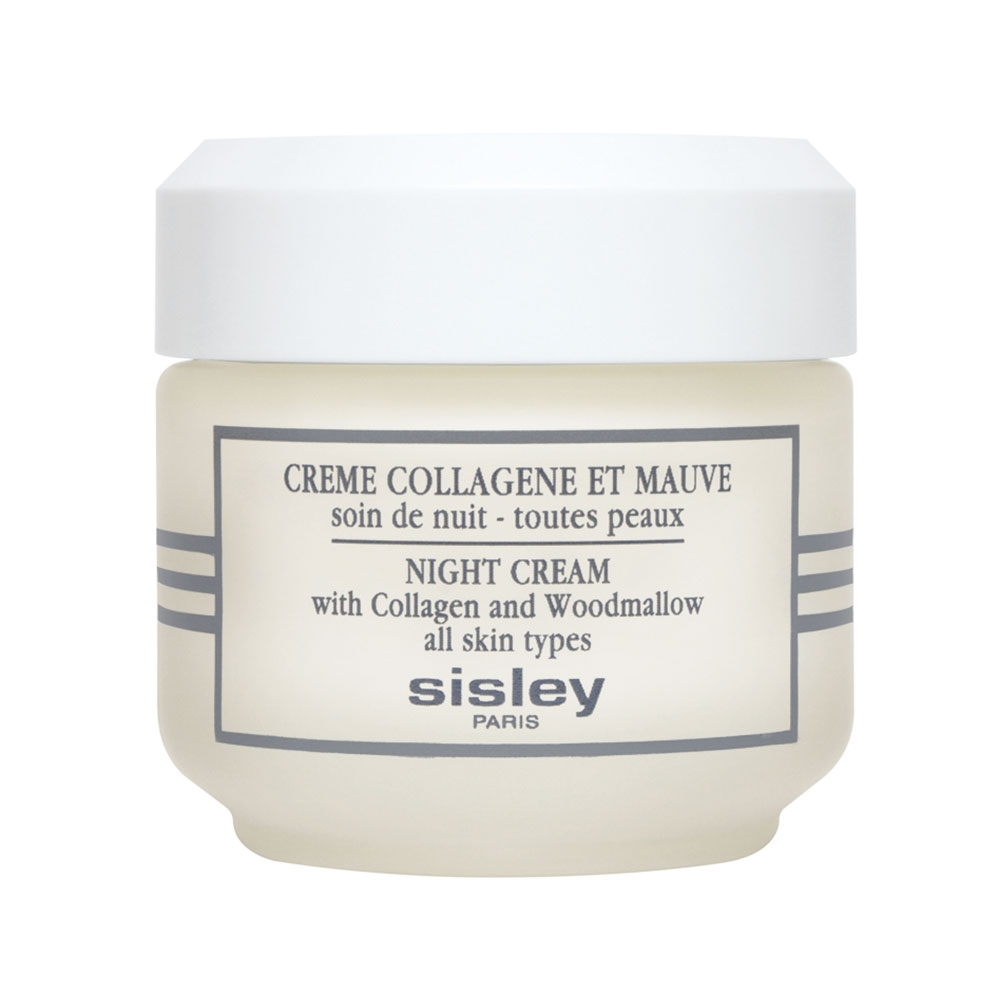 CREME COLLAGENE ET MAUVE
soin de nuit - toutes peaux
NIGHT CREAM
with Collagen and Woodmallow
all skin types
sisley
PARIS